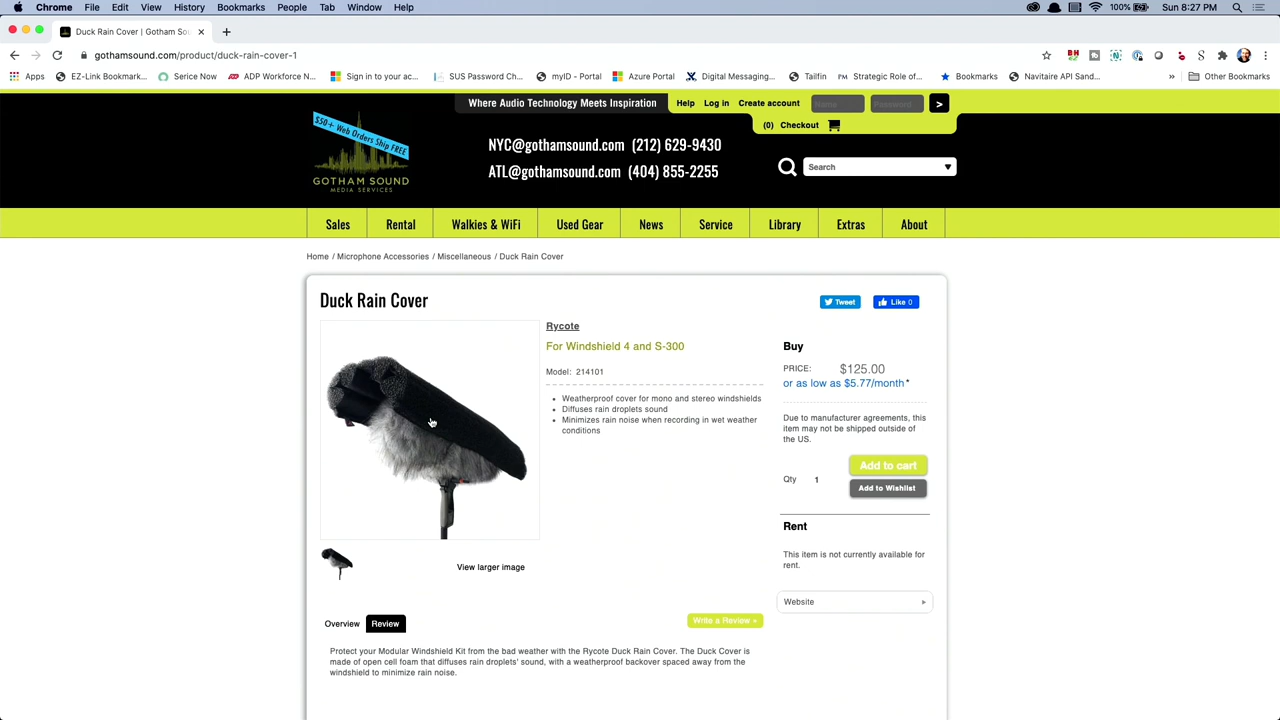 Chrome File Edit View History Bookmarks People Tab Window Help 100% Sun 8:27 PM
Duck Rain Cover | Gotham Sou
gothamsound.com/product/duck-rain-cover-1
Apps EZ-Link Bookmark... Serice Now ADP Workforce N... Sign in to your ac... SUS Password Ch... myID - Portal Azure Portal Digital Messaging... Tailfin Strategic Role of... Bookmarks Navitaire API Sand... » Other Bookmarks
Where Audio Technology Meets Inspiration Help Log in Create account Name Password >
(0) Checkout
$50+ Web Orders Ship FREE
GOTHAM SOUND
MEDIA SERVICES
NYC@gothamsound.com (212) 629-9430
ATL@gothamsound.com (404) 855-2255
Search
Sales Rental Walkies & WiFi Used Gear News Service Library Extras About
Home / Microphone Accessories / Miscellaneous / Duck Rain Cover
Duck Rain Cover
Tweet
Like 0
Rycote
For Windshield 4 and S-300
Model: 214101
Weatherproof cover for mono and stereo windshields
Diffuses rain droplets sound
Minimizes rain noise when recording in wet weather
conditions
Buy
PRICE: $125.00
or as low as $5.77/month*
Due to manufacturer agreements, this
item may not be shipped outside of
the US.
Qty 1
Add to cart
Add to Wishlist
Rent
This item is not currently available for
rent.
Website
View larger image
Overview Review
Write a Review +
Protect your Modular Windshield Kit from the bad weather with the Rycote Duck Rain Cover. The Duck Cover is
made of open cell foam that diffuses rain droplets' sound, with a weatherproof backover spaced away from the
windshield to minimize rain noise.